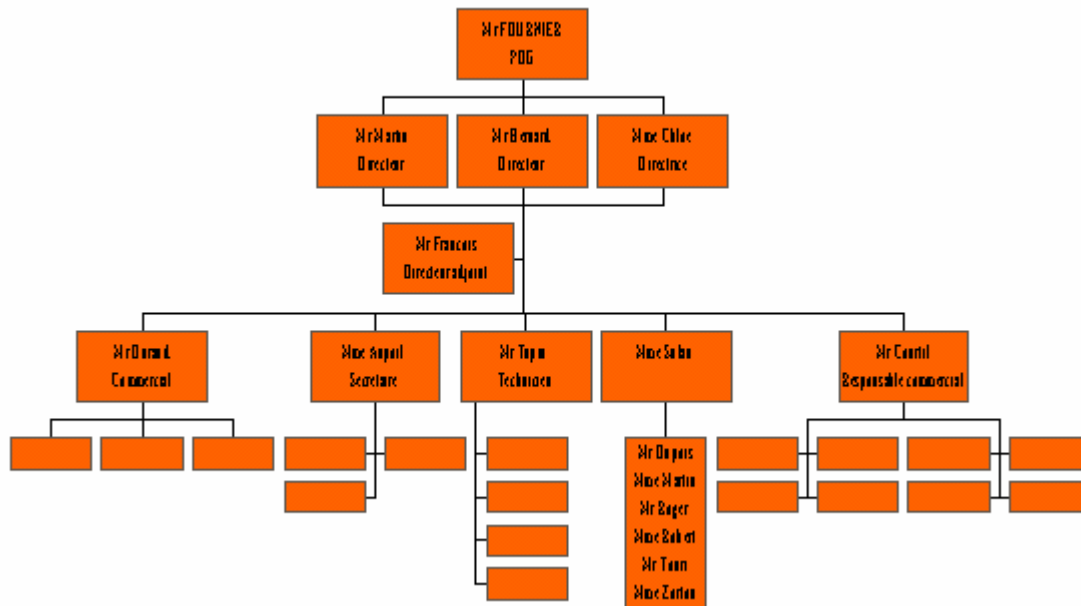 Mr FOURNIER
PDG
Mr Martin
Directeur
Mr Bernard
Directeur
Mme Chloe
Directrice
Mr Francois
Directeur adjoint
Mr Durand
Commercial
Mme
Secretaire
Mr Topin
Technicien
Mme
Mr
Responsable commercial
Mr Dupuis
Mme Martin
Mr Roger
Mme Robert
Mr
Mme